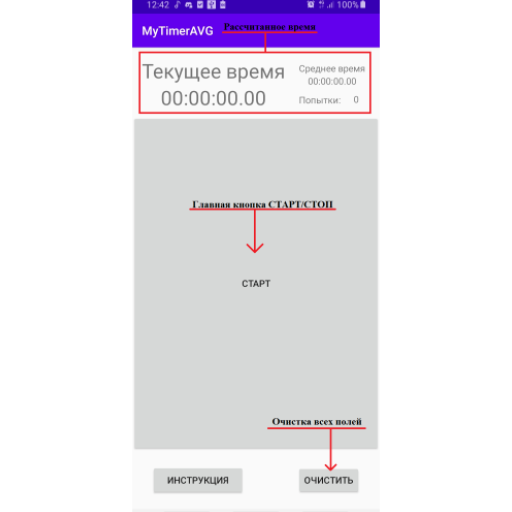 12:42
100%
MyTimerAVG
Рассчитанное время
Текущее время
00:00:00.00
Среднее время
00:00:00.00
Попытки: 0
Главная кнопка СТАРТ/СТОП
СТАРТ
Очистка всех полей
ИНСТРУКЦИЯ
ОЧИСТИТЬ